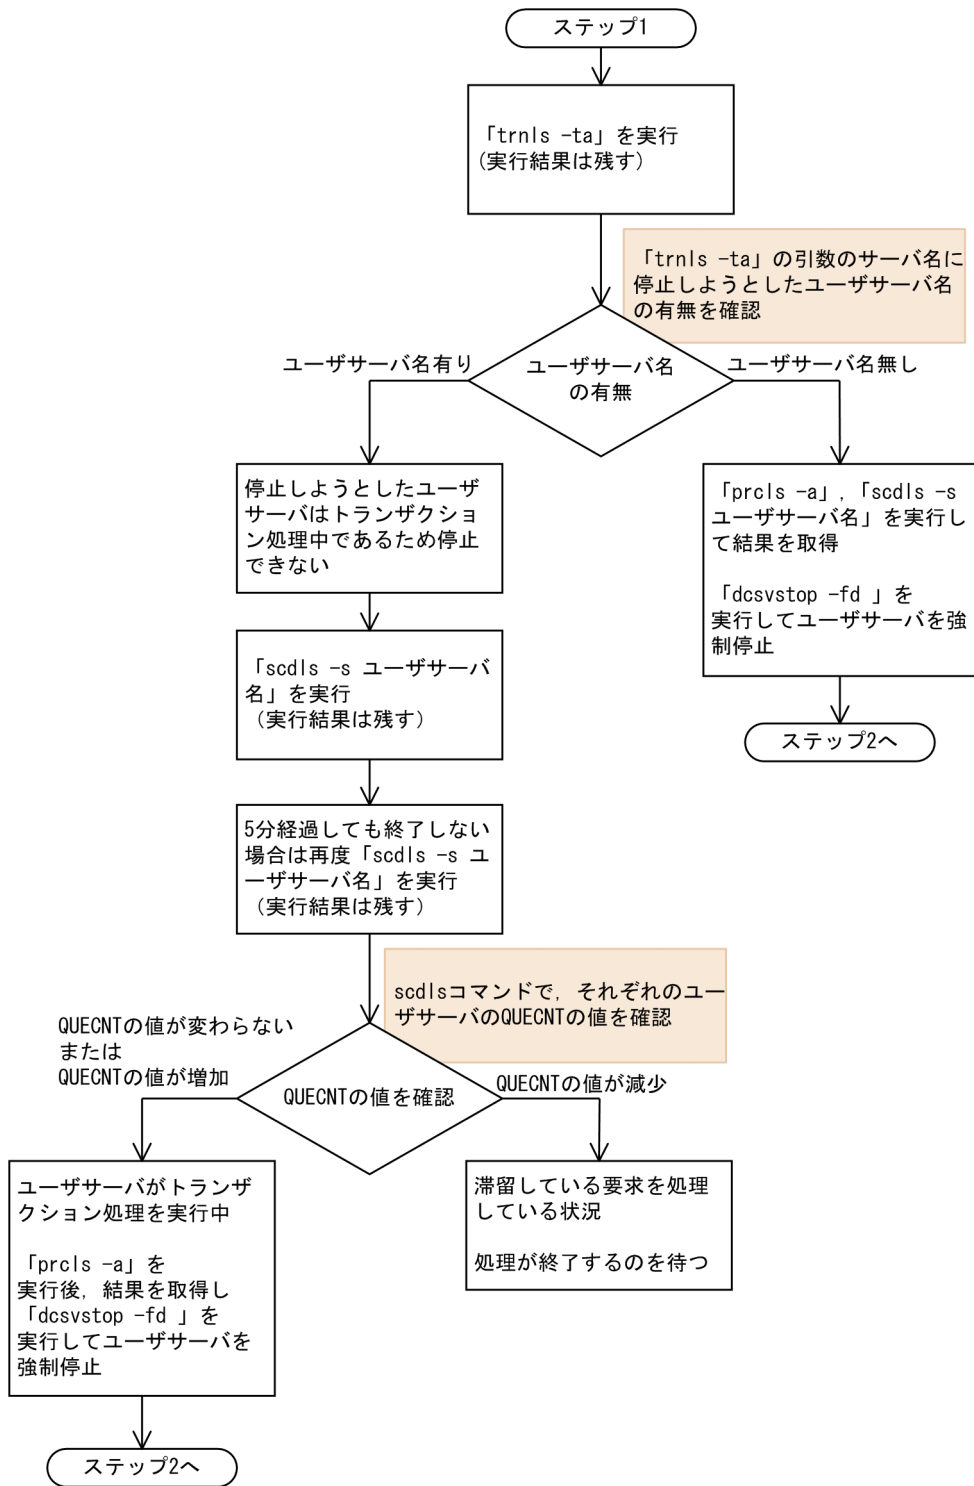 ステップ1
「trnls -ta」を実行
(実行結果は残す)
「trnls -ta」の引数のサーバ名に
停止しようとしたユーザサーバ名
の有無を確認
ユーザサーバ名有り
ユーザサーバ名
の有無
ユーザサーバ名無し
停止しようとしたユーザ
サーバはトランザクション
処理中であるため停止
できない
「prcls -a」,「scdls -s
ユーザサーバ名」を実行し
て結果を取得
「dcsvstop -fd 」を
実行してユーザサーバを強
制停止
「scdls -s ユーザサーバ
名」を実行
(実行結果は残す)
ステップ2へ
5分経過しても終了しない
場合は再度「scdls -s ユ
ーザサーバ名」を実行
(実行結果は残す)
scdlsコマンドで, それぞれのユー
ザサーバのQUECNTの値を確認
QUECNTの値が変わらない
または
QUECNTの値が増加
QUECNTの値を確認
QUECNTの値が減少
ユーザサーバがトランザ
クション処理を実行中
「prcls -a」を
実行後, 結果を取得し
「dcsvstop -fd 」を
実行してユーザサーバを
強制停止
滞留している要求を処理
している状況
処理が終了するのを待つ
ステップ2へ